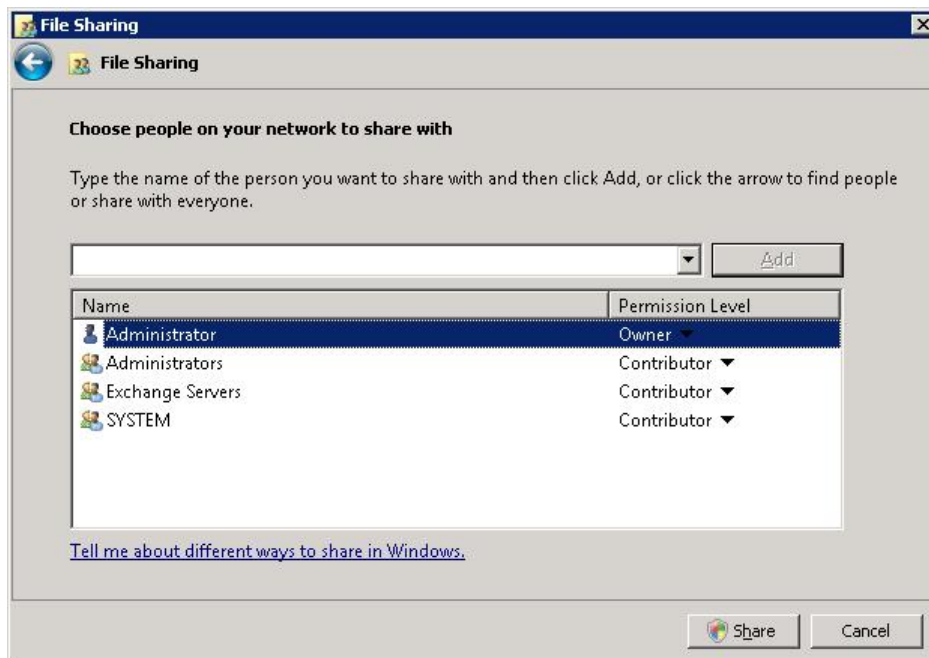 File Sharing
File Sharing
Choose people on your network to share with
Type the name of the person you want to share with and then click Add, or click the arrow to find people
or share with everyone.
Add
Name Permission Level
Administrator Owner
Administrators Contributor
Exchange Servers Contributor
SYSTEM Contributor
Tell me about different ways to share in Windows.
Share Cancel